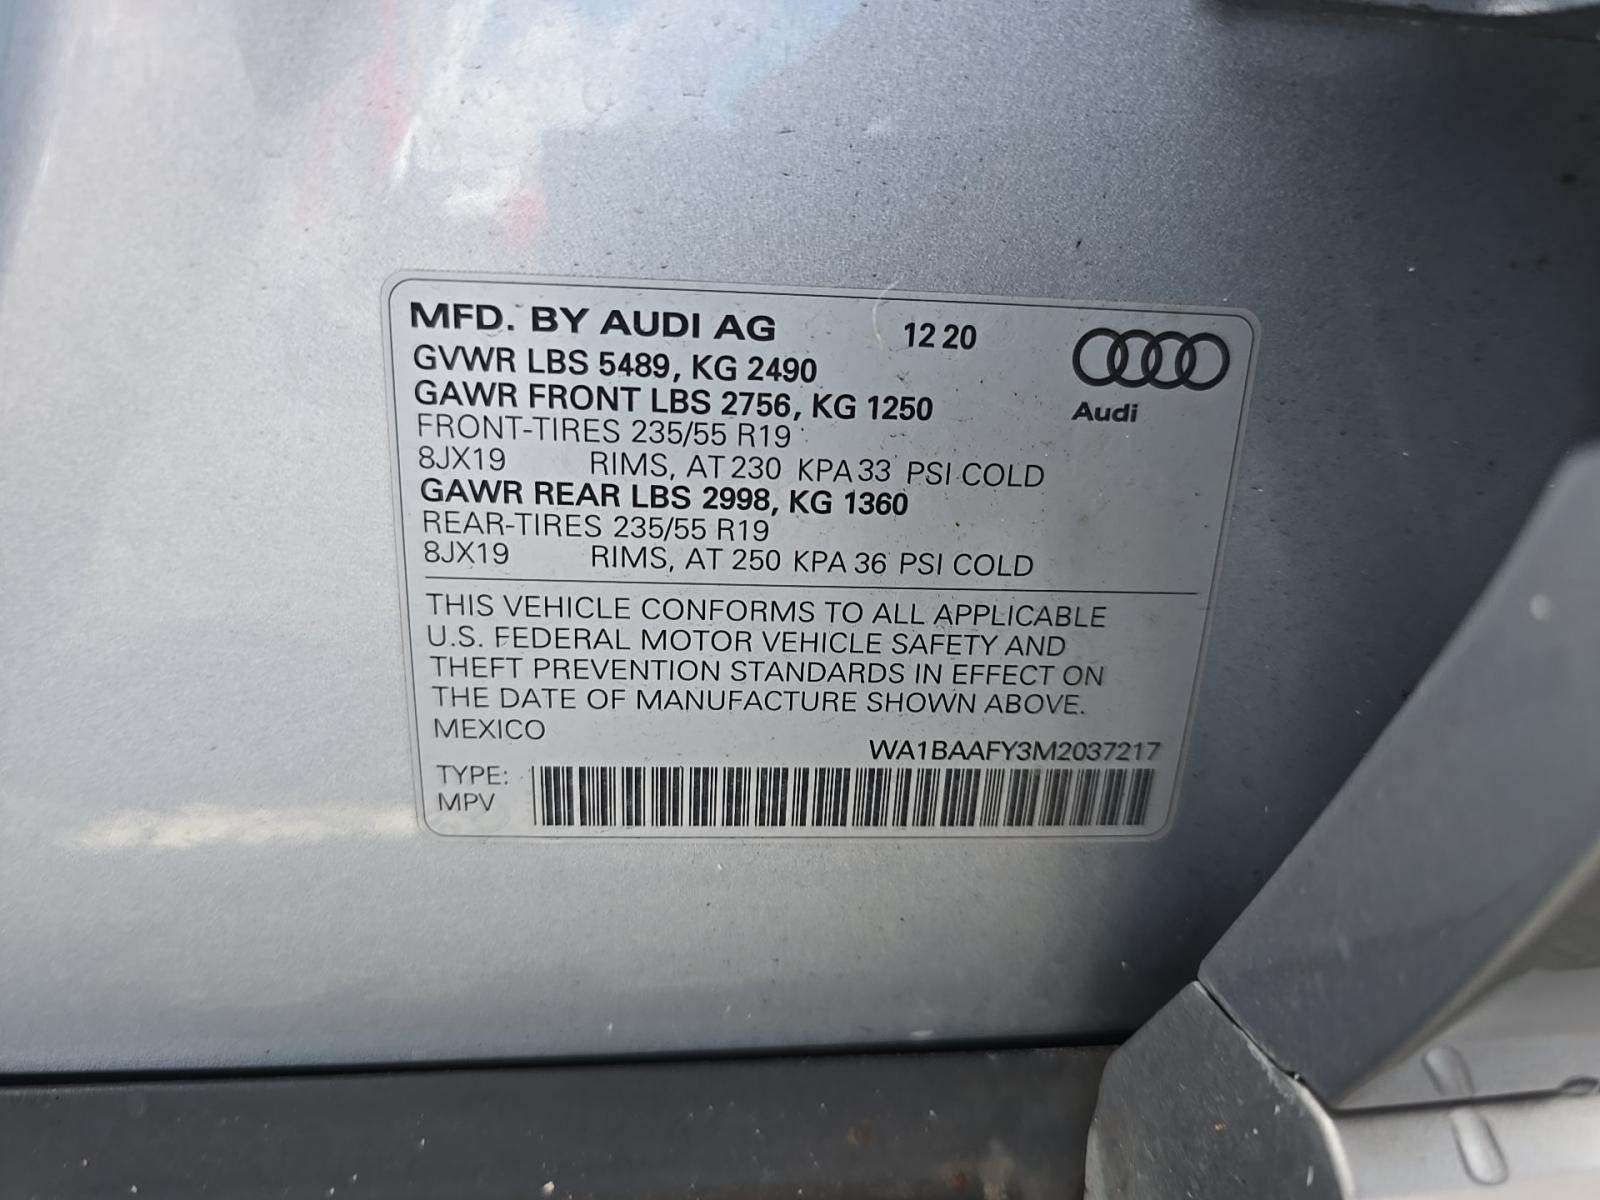 MFD. BY AUDI AG 12 20
GVWR LBS 5489, KG 2490
GAWR FRONT LBS 2756, KG 1250
Audi
FRONT-TIRES 235/55 R19
8JX19 RIMS, AT 230 KPA 33 PSI COLD
GAWR REAR LBS 2998, KG 1360
REAR-TIRES 235/55 R19
8JX19 RIMS, AT 250 KPA 36 PSI COLD
THIS VEHICLE CONFORMS TO ALL APPLICABLE
U.S. FEDERAL MOTOR VEHICLE SAFETY AND
THEFT PREVENTION STANDARDS IN EFFECT ON
THE DATE OF MANUFACTURE SHOWN ABOVE.
MEXICO
WA1BAAFY3M2037217
TYPE:
MPV